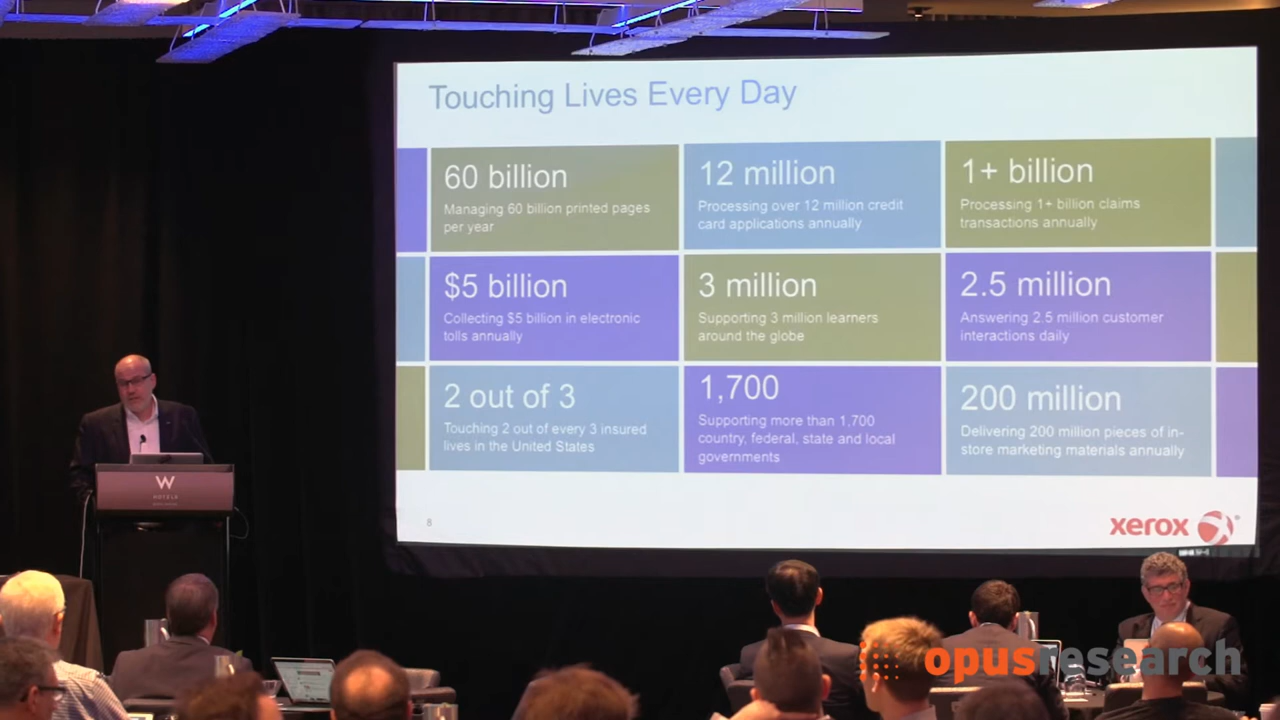 Touching Lives Every Day
60 billion
Managing 60 billion printed pages
per year
12 million
Processing over 12 million credit
card applications annually
1+ billion
Processing 1+ billion claims
transactions annually
$5 billion
Collecting $5 billion in electronic
tolls annually
3 million
Supporting 3 million learners
around the globe
2.5 million
Answering 2.5 million customer
interactions daily
2 out of 3
Touching 2 out of every 3 insured
lives in the United States
1,700
Supporting more than 1,700
country, federal, state and local
governments
200 million
Delivering 200 million pieces of in-
store marketing materials annually
8
xerox
W
HOTELS
opusresearch